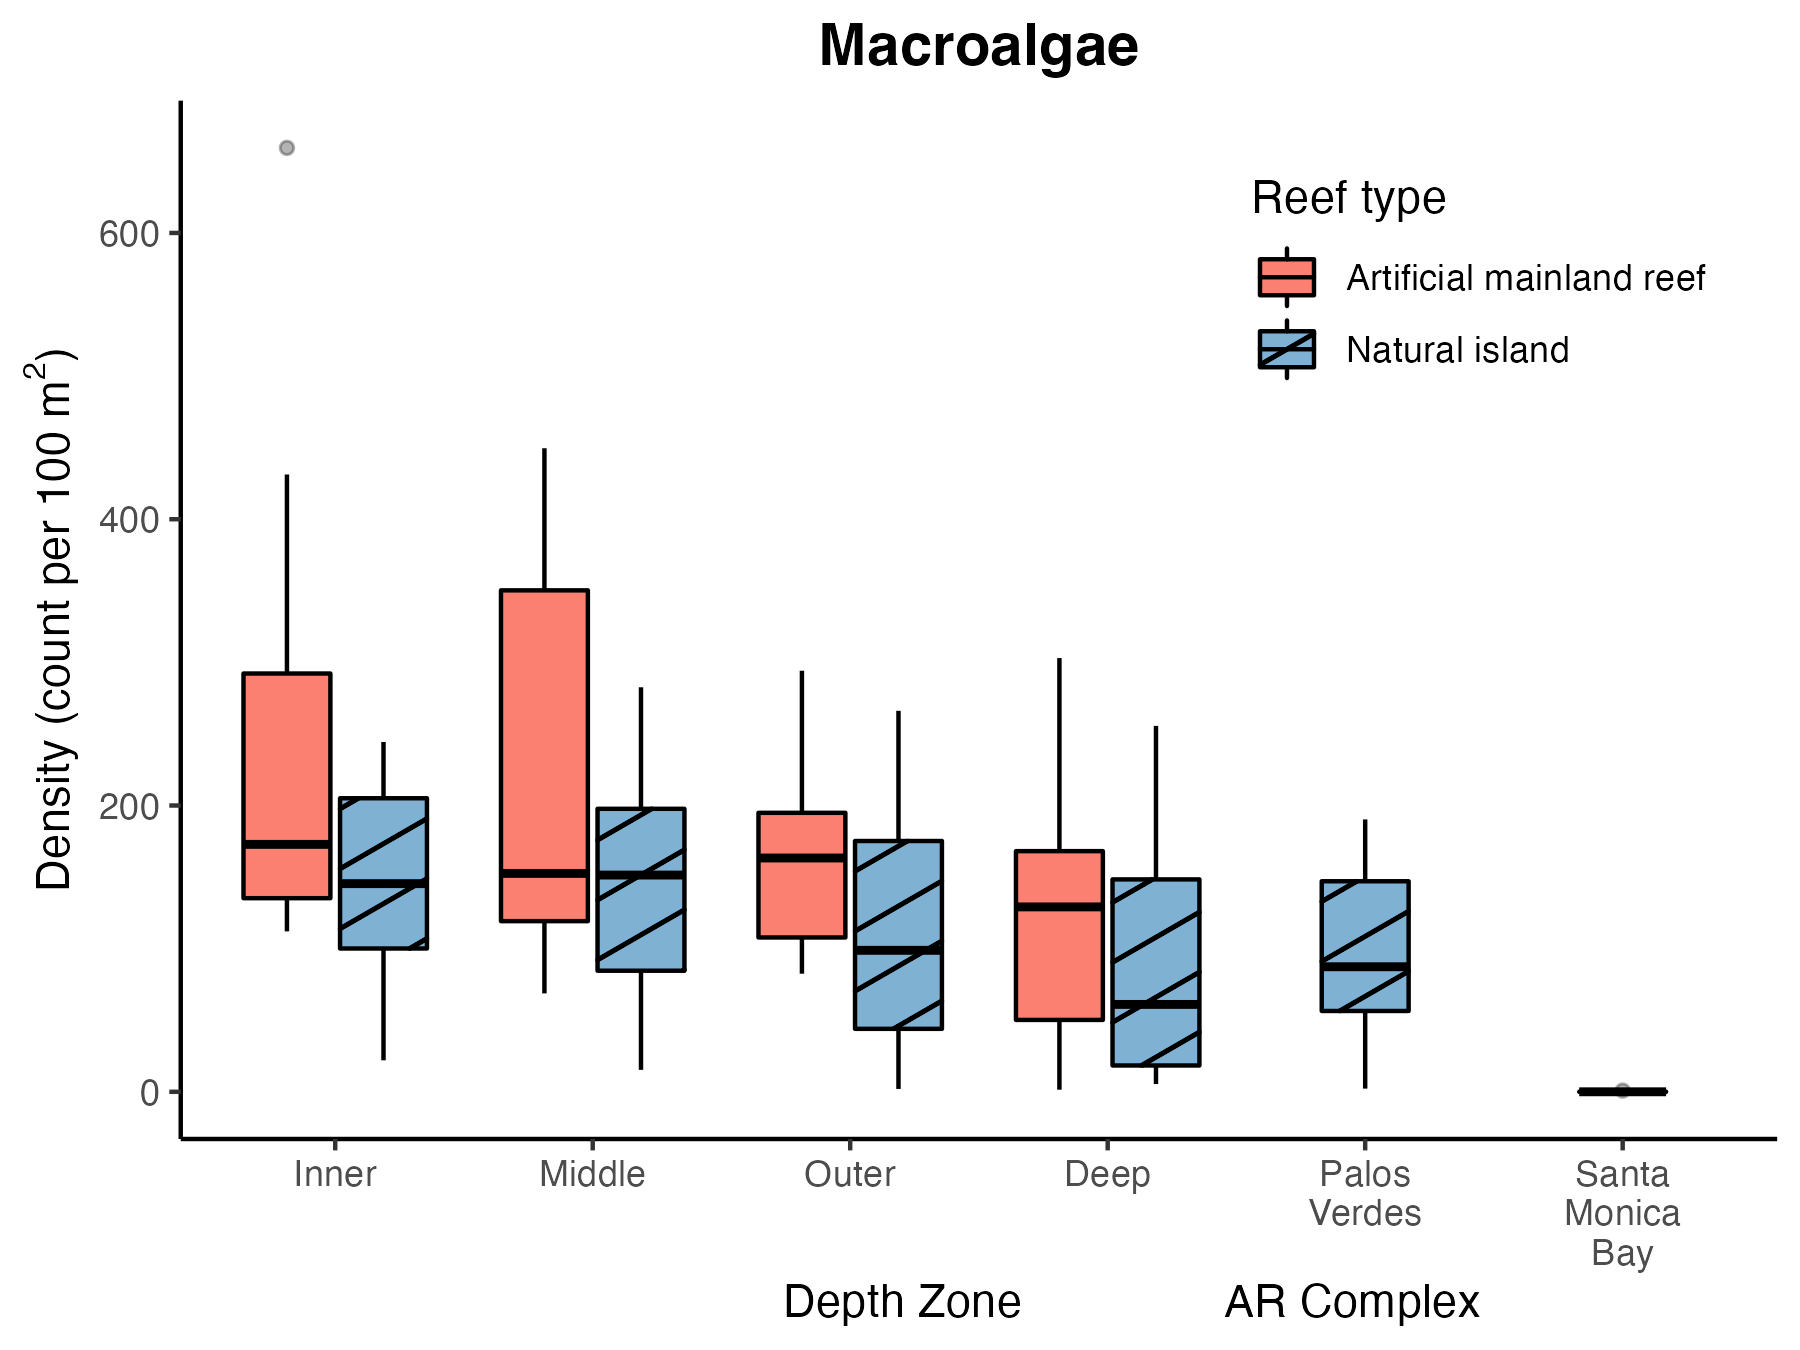 Macroalgae
Density (count per 100 m²)
600
400
200
0
Reef type
Artificial mainland reef
Natural island
Inner
Middle
Outer
Deep
Palos
Verdes
Santa
Monica
Bay
Depth Zone
AR Complex